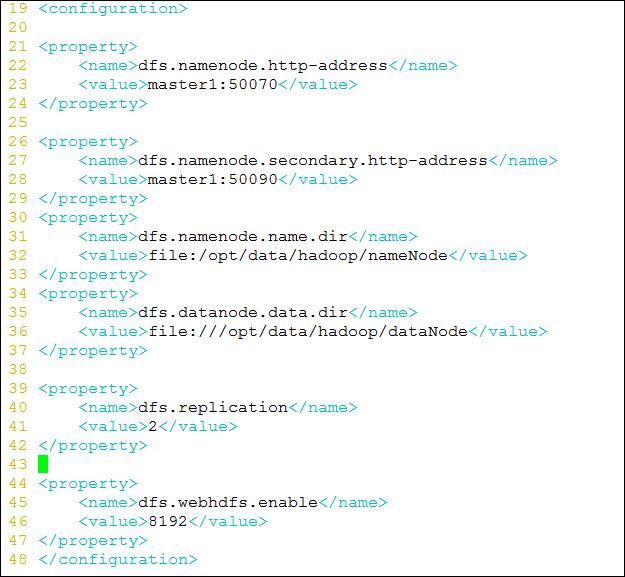 19 <configuration>
20
21 <property>
22     <name>dfs.namenode.http-address</name>
23     <value>master1:50070</value>
24 </property>
25
26 <property>
27     <name>dfs.namenode.secondary.http-address</name>
28     <value>master1:50090</value>
29 </property>
30 <property>
31     <name>dfs.namenode.name.dir</name>
32     <value>file:/opt/data/hadoop/nameNode</value>
33 </property>
34 <property>
35     <name>dfs.datanode.data.dir</name>
36     <value>file:///opt/data/hadoop/dataNode</value>
37 </property>
38
39 <property>
40     <name>dfs.replication</name>
41     <value>2</value>
42 </property>
43
44 <property>
45     <name>dfs.webhdfs.enable</name>
46     <value>8192</value>
47 </property>
48 </configuration>